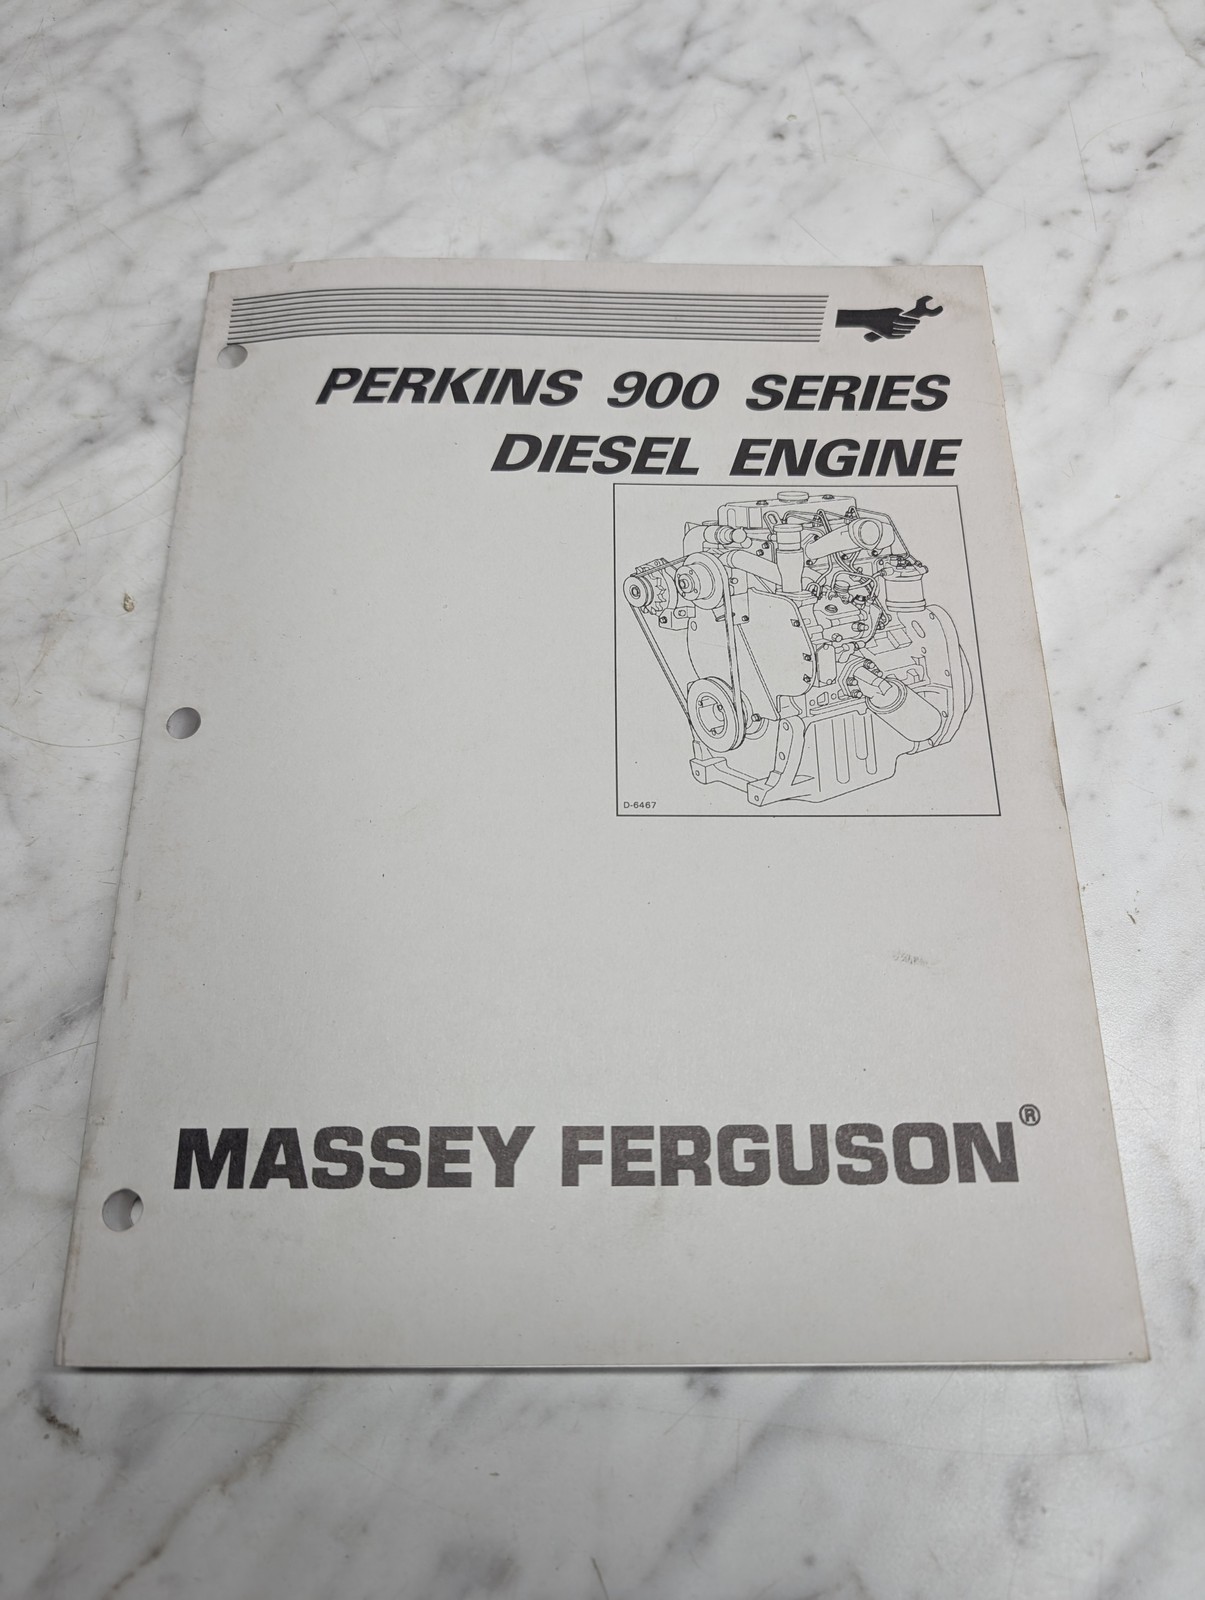 PERKINS 900 SERIES
DIESEL ENGINE
D-6467
MASSEY FERGUSON®